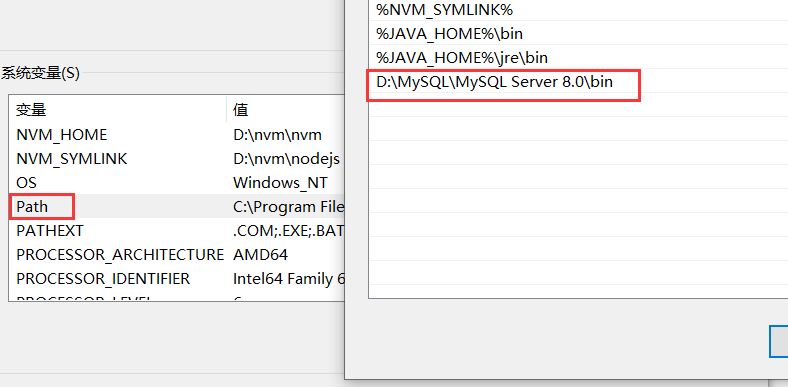 %NVM_SYMLINK%
%JAVA_HOME%\bin
%JAVA_HOME%\jre\bin
D:\MySQL\MySQL Server 8.0\bin
系统变量(S)
变量 值
NVM_HOME D:\nvm\nvm
NVM_SYMLINK D:\nvm\nodejs
OS Windows_NT
Path C:\Program File
PATHEXT .COM;.EXE;.BAT
PROCESSOR_ARCHITECTURE AMD64
PROCESSOR_IDENTIFIER Intel64 Family 6
PROCESSOR_LEVEL 6